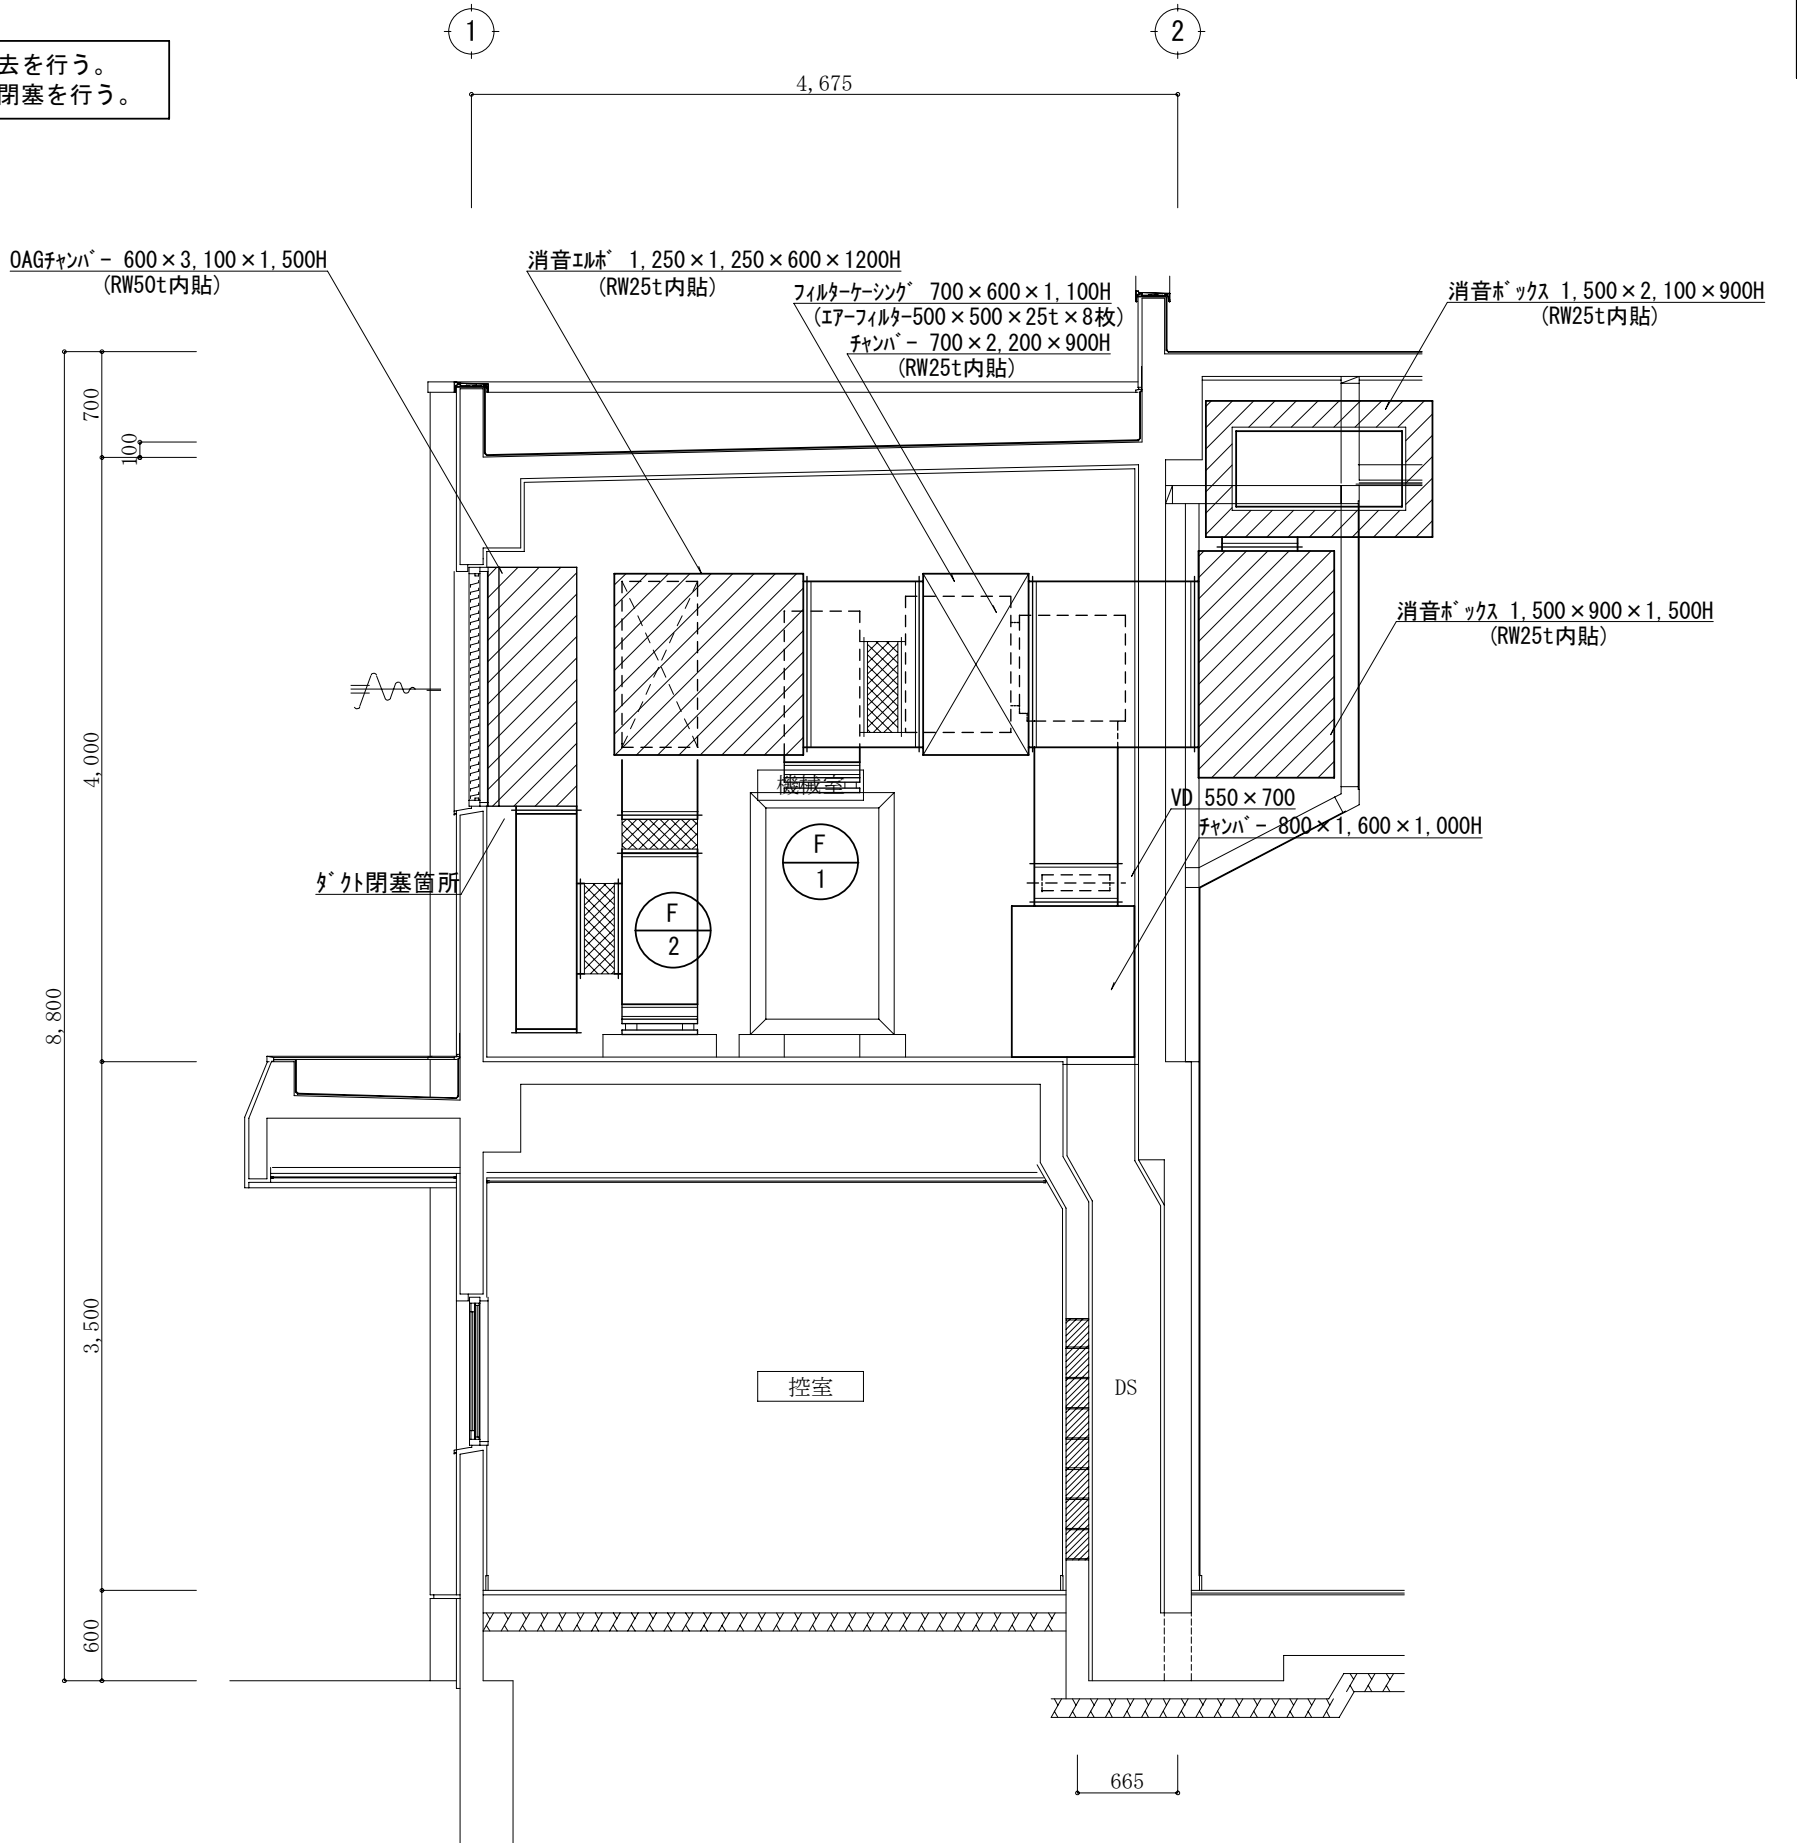 1
2
去を行う。
閉塞を行う。
4,675
OAGチャンバー 600×3,100×1,500H
(RW50t内貼)
消音エルボ 1,250×1,250×600×1200H
(RW25t内貼)
フィルターケーシング 700×600×1,100H
(エアーフィルター500×500×25t×8枚)
チャンバー 700×2,200×900H
(RW25t内貼)
消音ボックス 1,500×2,100×900H
(RW25t内貼)
700
100
消音ボックス 1,500×900×1,500H
(RW25t内貼)
4,000
機械室
VD 550×700
チャンバー 800×1,600×1,000H
F
1
ダクト閉塞箇所
F
2
8,800
3,500
控室
DS
600
665